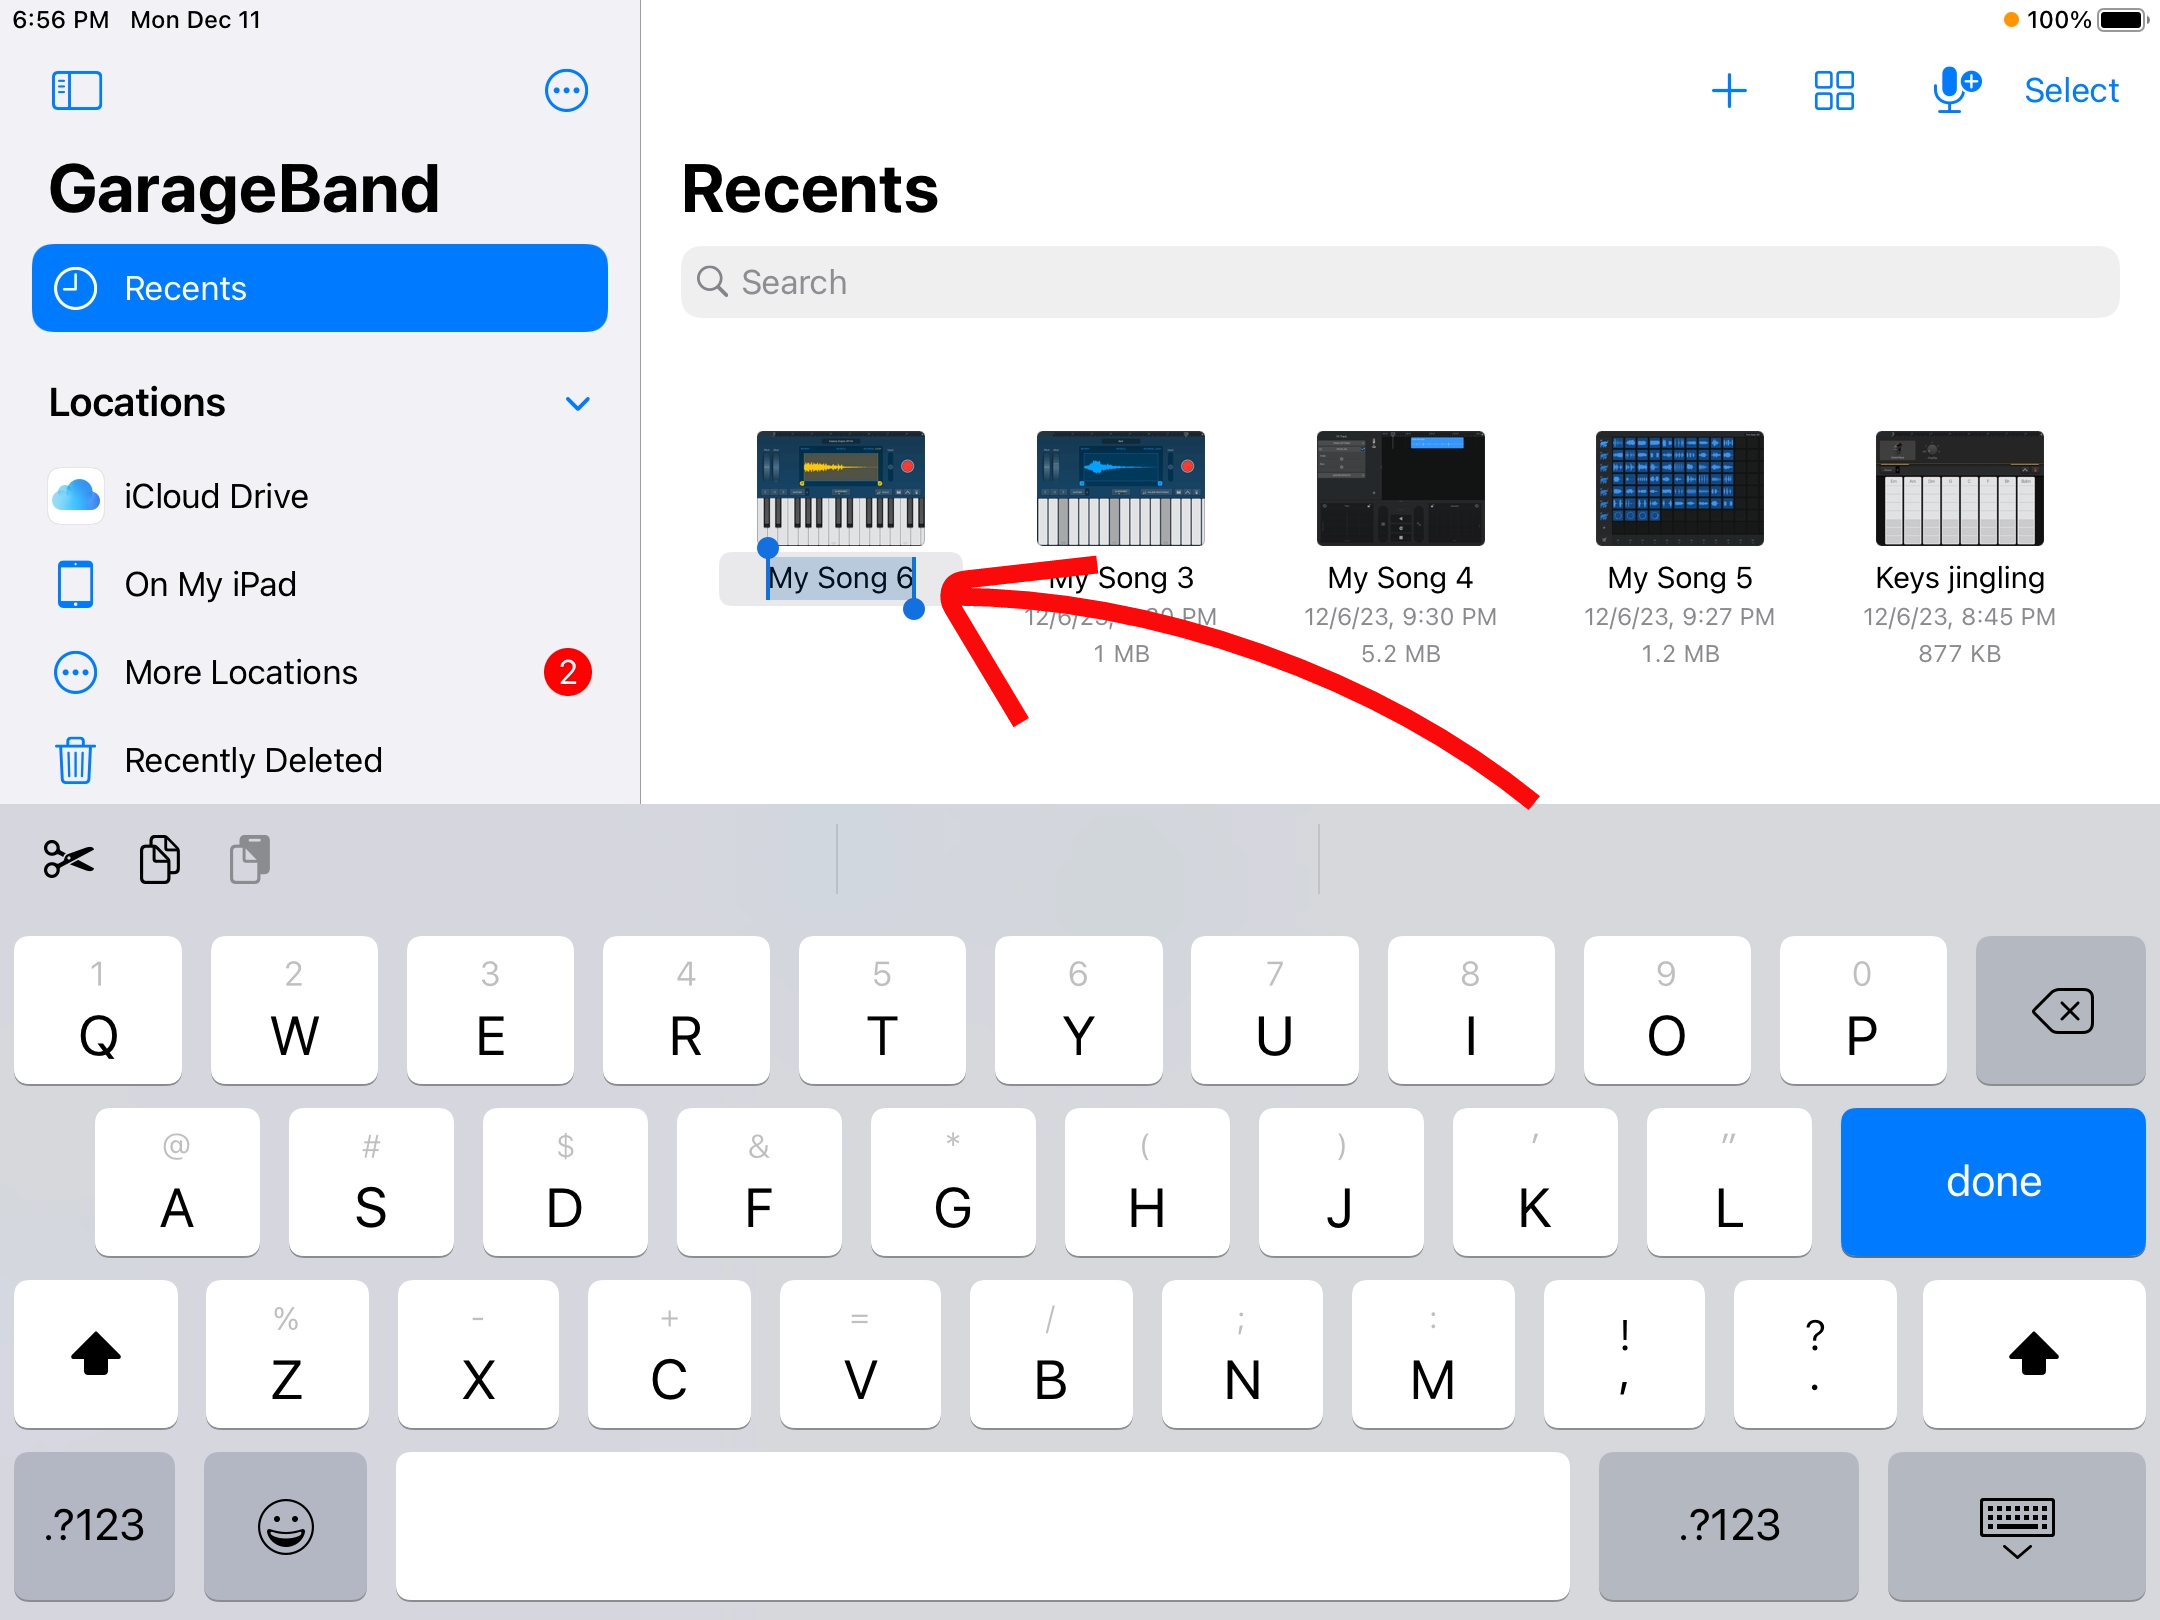 6:56 PM Mon Dec 11
100%
Select
GarageBand
Recents
Recents
Search
Locations
iCloud Drive
On My iPad
More Locations
2
Recently Deleted
My Song 6
My Song 3
My Song 4
My Song 5
Keys jingling
12/6/23, PM
12/6/23, 9:30 PM
12/6/23, 9:27 PM
12/6/23, 8:45 PM
1 MB
5.2 MB
1.2 MB
877 KB
1 2 3 4 5 6 7 8 9 0
Q W E R T Y U I O P
@ # $ & * ( ) ' "
A S D F G H J K L
done
% - + = / ; : ! ?
Z X C V B N M , .
.?123
.?123